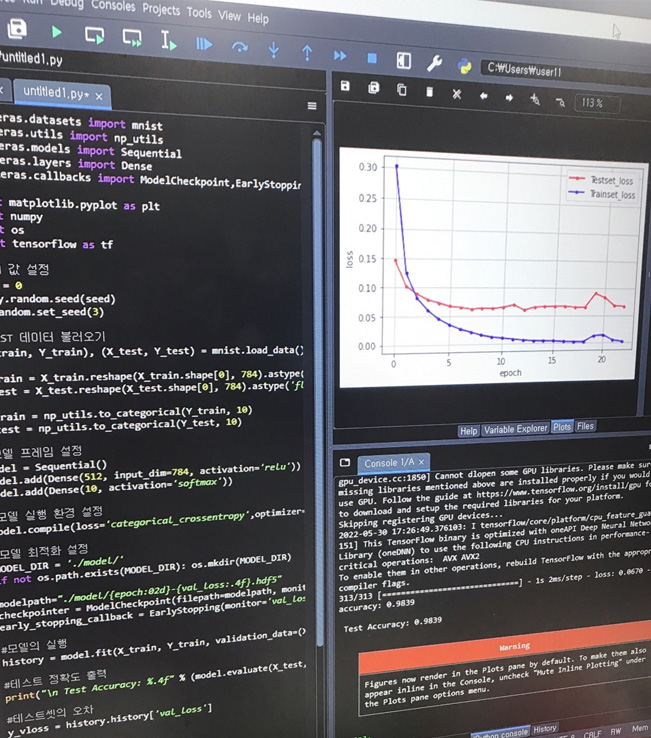 Run Debug Consoles Projects Tools View Help
C:₩Users₩user11
untitled1.py
untitled1.py* ×
113 %
eras.datasets import mnist
eras.utils import np_utils
eras.models import Sequential
eras.layers import Dense
eras.callbacks import ModelCheckpoint,EarlyStoppin
t matplotlib.pyplot as plt
t numpy
t os
t tensorflow as tf
값 설정
= 0
y.random.seed(seed)
andom.set_seed(3)
ST 데이터 불러오기
rain, Y_train), (X_test, Y_test) = mnist.load_data()
rain = X_train.reshape(X_train.shape[0], 784).astype(
est = X_test.reshape(X_test.shape[0], 784).astype('fl
rain = np_utils.to_categorical(Y_train, 10)
est = np_utils.to_categorical(Y_test, 10)
모델 프레임 설정
del = Sequential()
del.add(Dense(512, input_dim=784, activation='relu'))
del.add(Dense(10, activation='softmax'))
모델 실행 환경 설정
odel.compile(loss='categorical_crossentropy',optimizer=
모델 최적화 설정
ODEL_DIR = './model/'
if not os.path.exists(MODEL_DIR): os.mkdir(MODEL_DIR)
modelpath="./model/{epoch:02d}-{val_loss:.4f}.hdf5"
checkpointer = ModelCheckpoint(filepath=modelpath, monit
early_stopping_callback = EarlyStopping(monitor='val_los
#모델의 실행
history = model.fit(X_train, Y_train, validation_data=(X
#테스트 정확도 출력
print("\n Test Accuracy: %.4f" % (model.evaluate(X_test,
#테스트셋의 오차
y_vloss = history.history['val_loss']
0.30
0.25
0.20
0.15
0.10
0.05
0.00
loss
Testset_loss
Trainset_loss
0 5 10 15 20
epoch
Help Variable Explorer Plots Files
Console 1/A ×
gpu_device.cc:1850] Cannot dlopen some GPU libraries. Please make sur
missing libraries mentioned above are installed properly if you would
use GPU. Follow the guide at https://www.tensorflow.org/install/gpu fo
to download and setup the required libraries for your platform.
Skipping registering GPU devices...
2022-05-30 17:26:49.376103: I tensorflow/core/platform/cpu_feature_gua
151] This TensorFlow binary is optimized with oneAPI Deep Neural Netwo
Library (oneDNN) to use the following CPU instructions in performance-
critical operations: AVX AVX2
To enable them in other operations, rebuild TensorFlow with the approp
compiler flags.
313/313 [==============================] - 1s 2ms/step - loss: 0.0670 -
accuracy: 0.9839
Test Accuracy: 0.9839
Warning
Figures now render in the Plots pane by default. To make them also
appear inline in the Console, uncheck "Mute Inline Plotting" under
the Plots pane options menu.
IPython console History
CRLF RW Mem